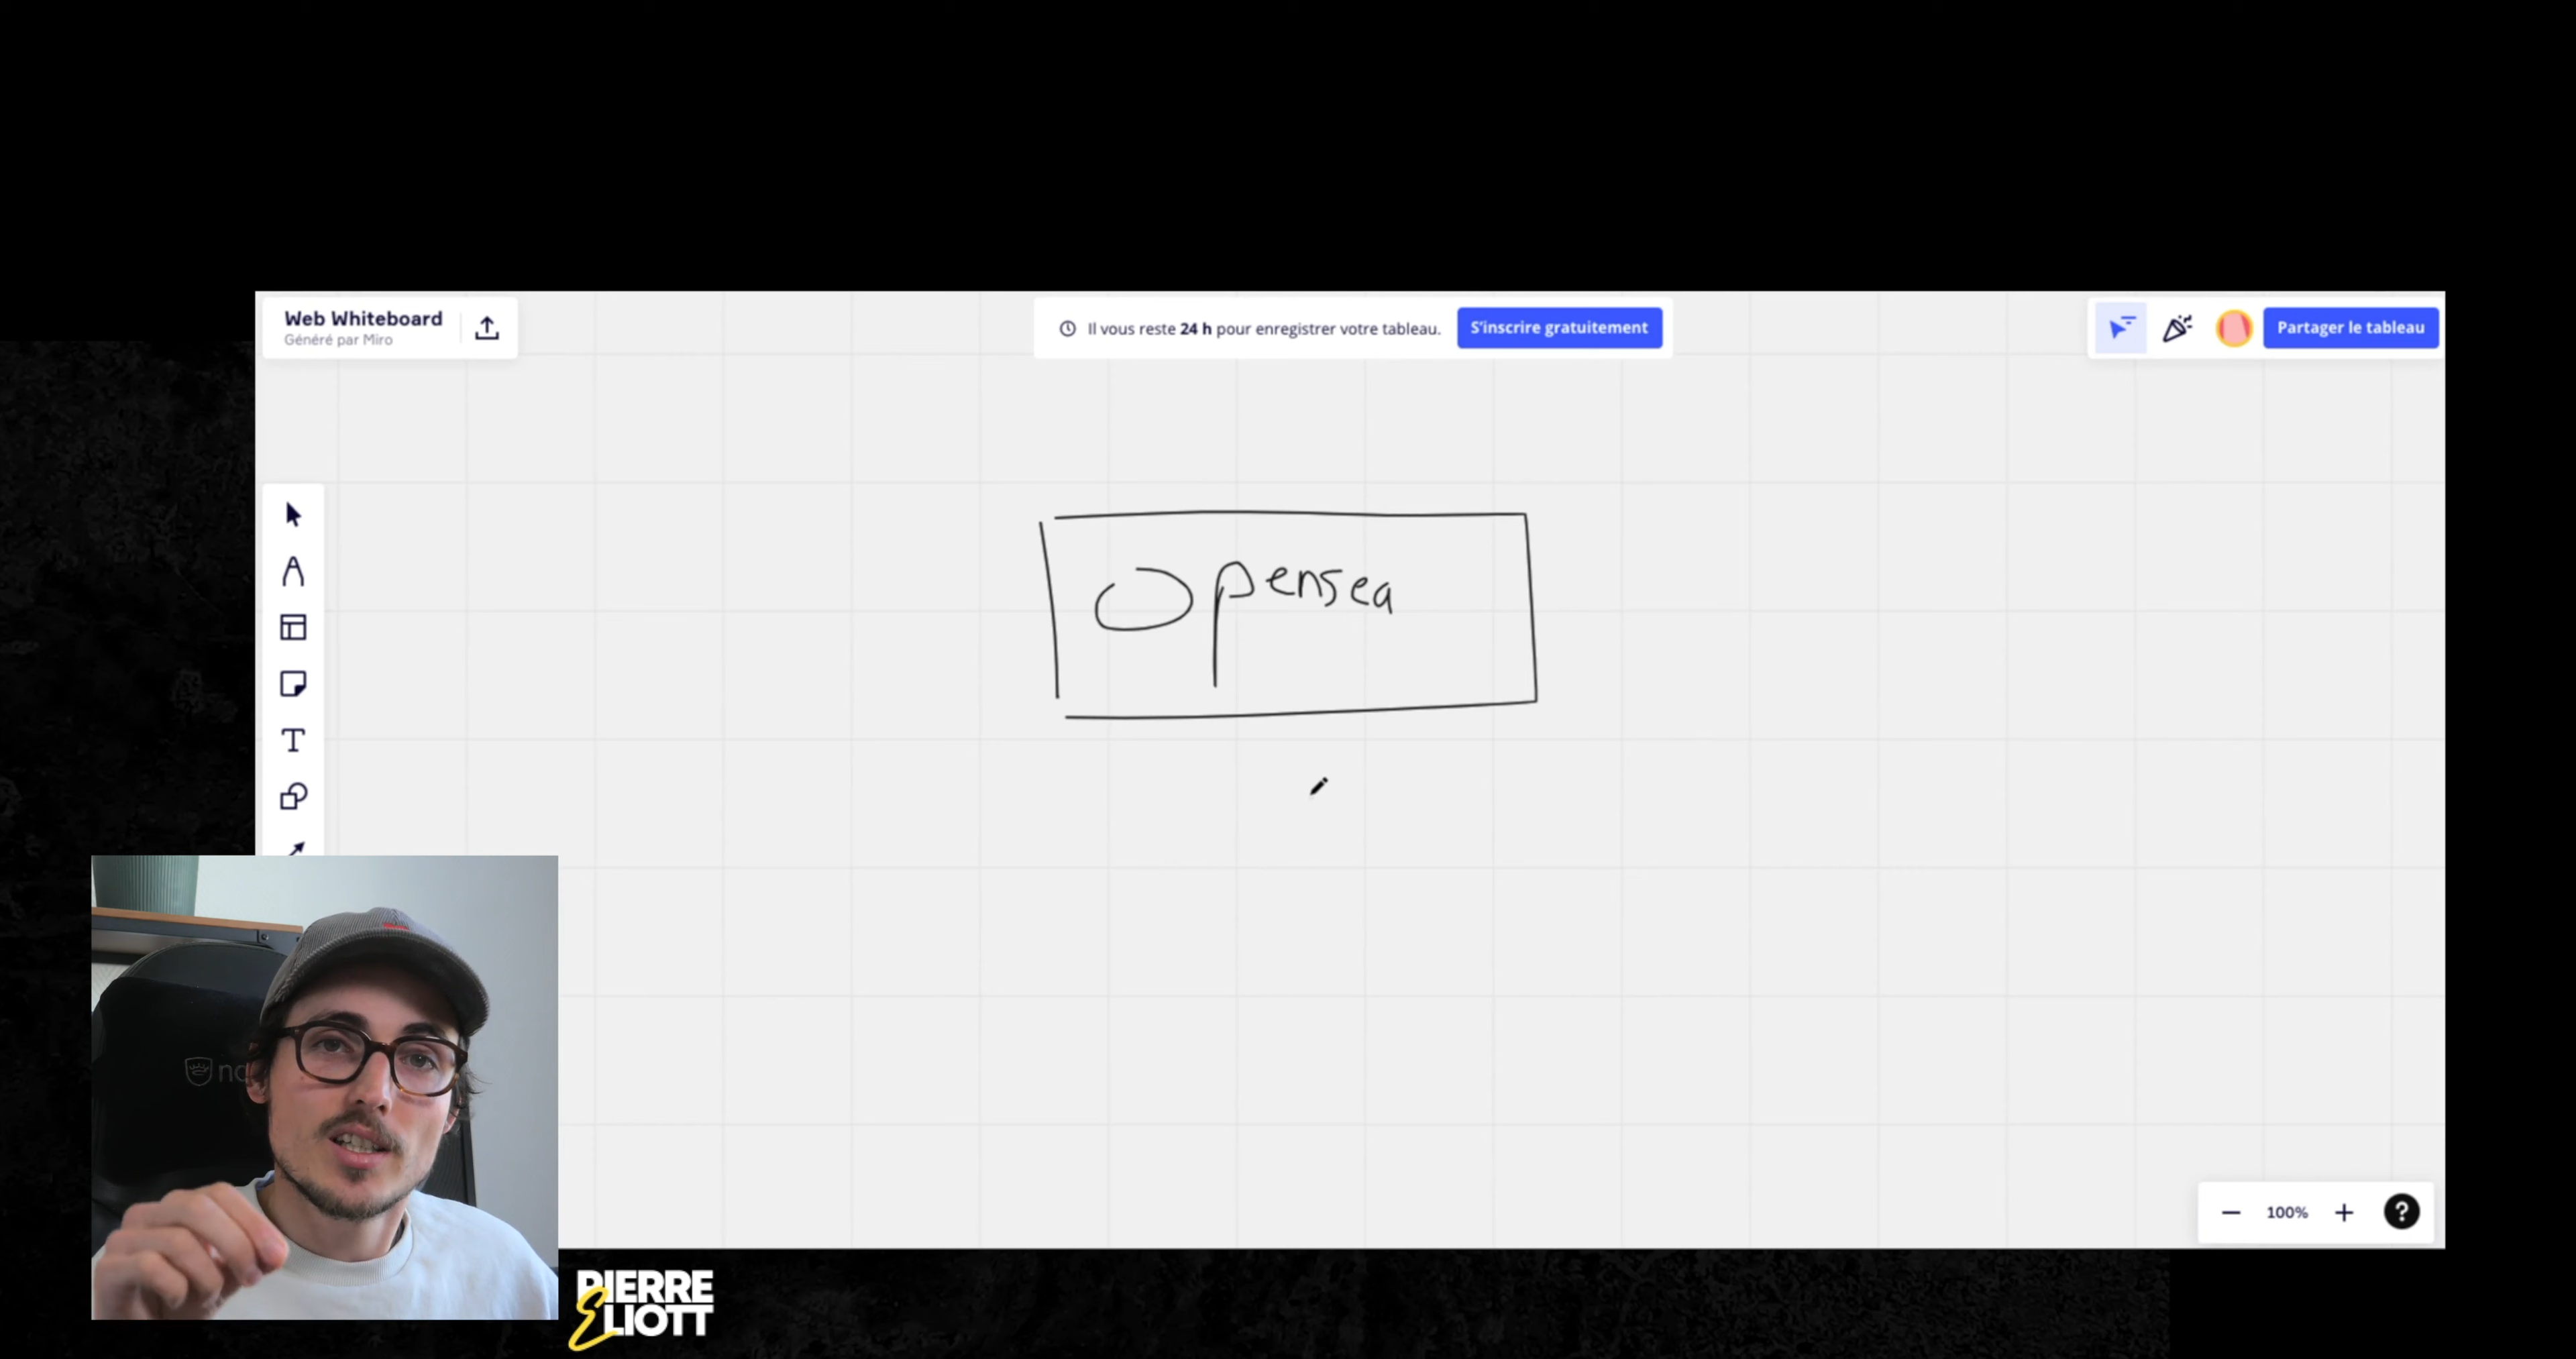 Web Whiteboard
Généré par Miro
Il vous reste 24 h pour enregistrer votre tableau.
S'inscrire gratuitement
Partager le tableau
Opensea
T
100%
?
PIERRE
ELIOTT